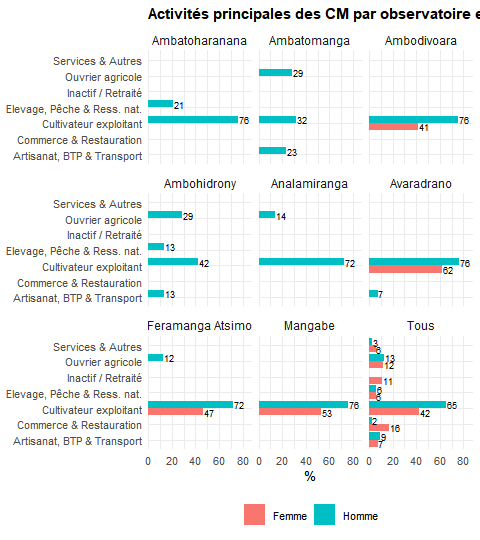 Activités principales des CM par observatoire e
Ambatoharanana Ambatomanga Ambodivoara
Services & Autres
Ouvrier agricole 29
Inactif / Retraité
Elevage, Pêche & Ress. nat. 21
Cultivateur exploitant 76 32 76 41
Commerce & Restauration
Artisanat, BTP & Transport 23
Ambohidrony Analamiranga Avaradrano
Services & Autres
Ouvrier agricole 29 14
Inactif / Retraité
Elevage, Pêche & Ress. nat. 13
Cultivateur exploitant 42 72 76 62
Commerce & Restauration
Artisanat, BTP & Transport 13 7
Feramanga Atsimo Mangabe Tous
Services & Autres 3 6
Ouvrier agricole 12 13 12
Inactif / Retraité 11
Elevage, Pêche & Ress. nat. 6 6
Cultivateur exploitant 72 47 76 53 65 42
Commerce & Restauration 2 16
Artisanat, BTP & Transport 9 7
0 20 40 60 80 0 20 40 60 80 0 20 40 60 80
%
Femme Homme